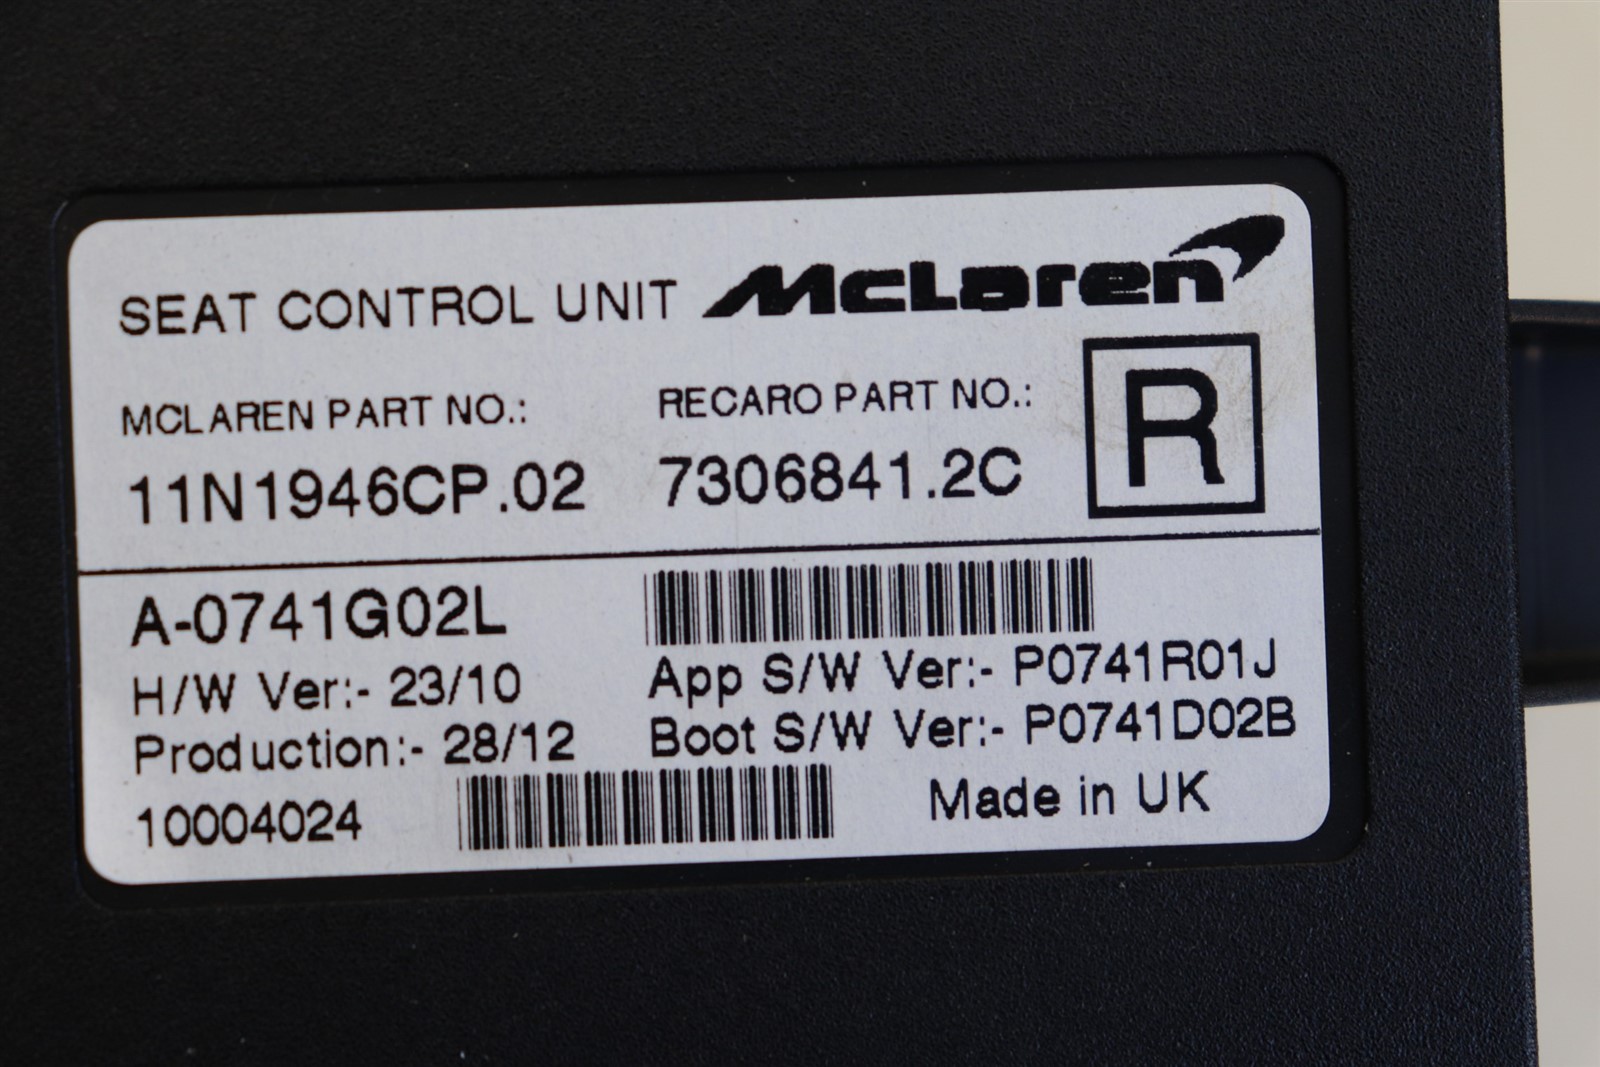 SEAT CONTROL UNIT McLaren
MCLAREN PART NO.: RECARO PART NO.:
11N1946CP.02 7306841.2C
R
A-0741G02L
H/W Ver:- 23/10 App S/W Ver:- P0741R01J
Production:- 28/12 Boot S/W Ver:- P0741D02B
10004024 Made in UK